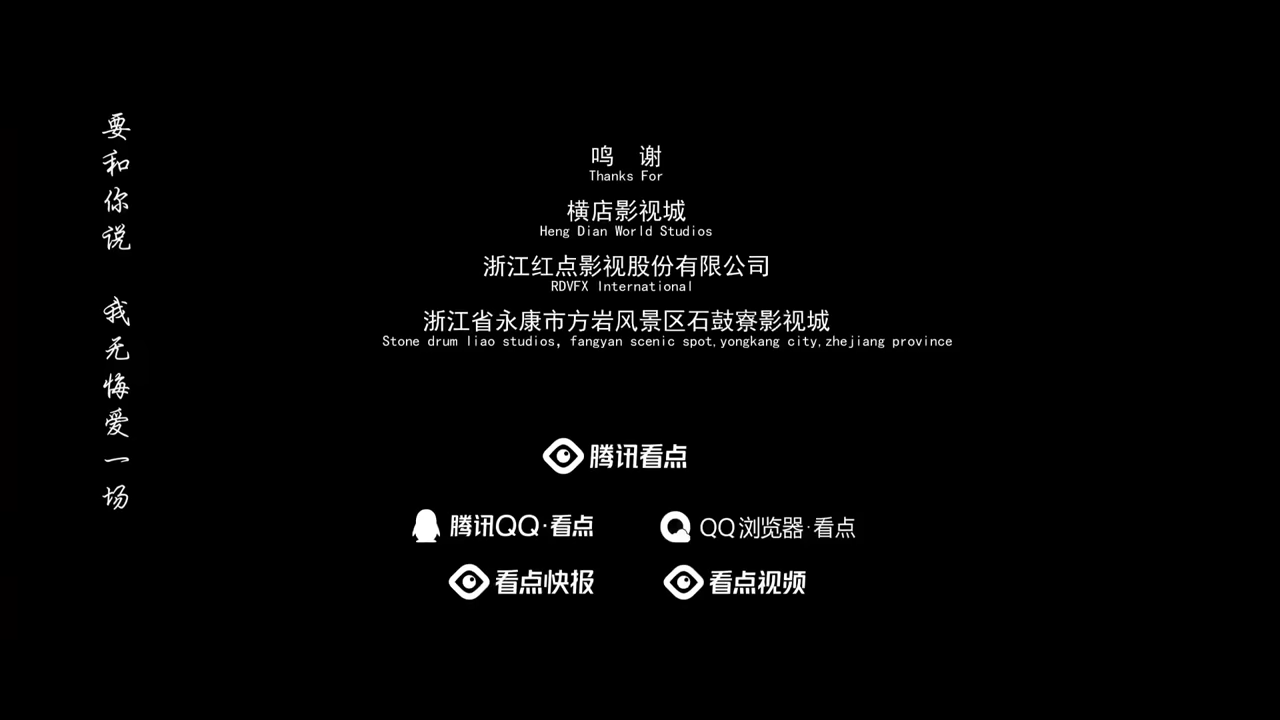 要和你说 我无悔爱一场
鸣 谢
Thanks For
横店影视城
Heng Dian World Studios
浙江红点影视股份有限公司
RDVFX International
浙江省永康市方岩风景区石鼓寮影视城
Stone drum liao studios, fangyan scenic spot,yongkang city,zhejiang province
腾讯看点
腾讯QQ·看点
QQ浏览器·看点
看点快报
看点视频